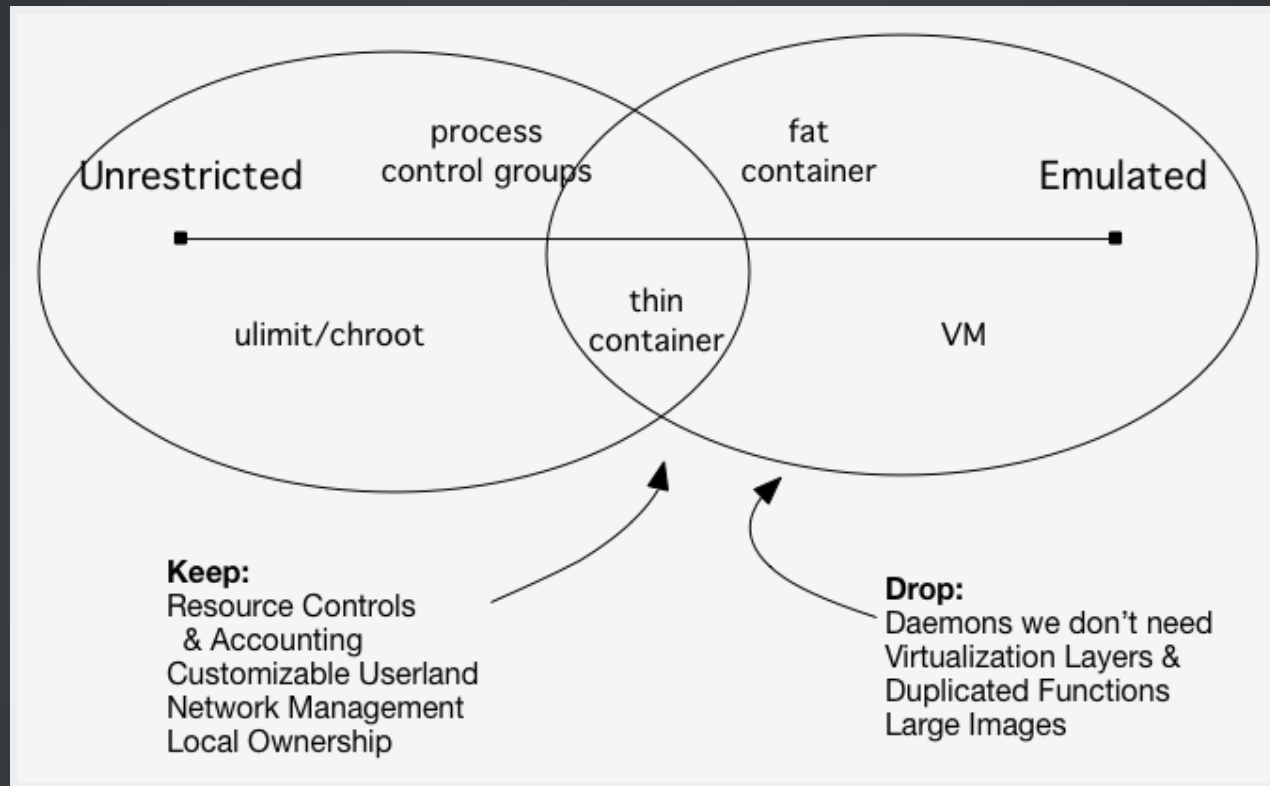 process
control groups
fat
container
Unrestricted
Emulated
thin
container
ulimit/chroot
VM
Keep:
Resource Controls
& Accounting
Customizable Userland
Network Management
Local Ownership
Drop:
Daemons we don’t need
Virtualization Layers &
Duplicated Functions
Large Images